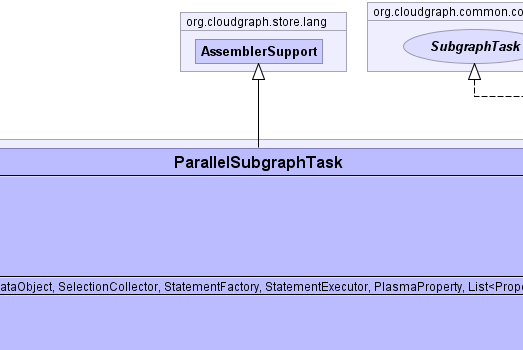 org.cloudgraph.store.lang
AssemblerSupport
org.cloudgraph.common.co
SubgraphTask
ParallelSubgraphTask
ataObject, SelectionCollector, StatementFactory, StatementExecutor, PlasmaProperty, List<Prope